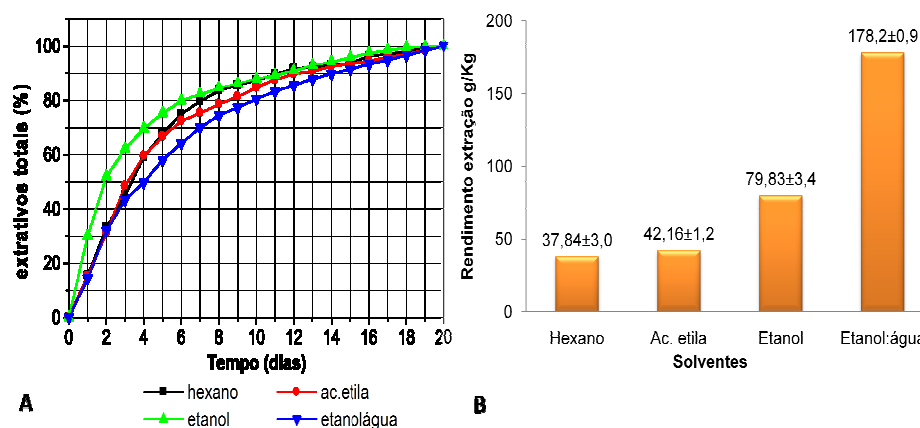 extrativos totais (%)
100
80
60
40
20
0
0 2 4 6 8 10 12 14 16 18 20
Tempo (dias)
hexano
ac.etila
etanol
etanolágua
A
Rendimento extração g/Kg
200
150
100
50
0
37,84±3,0
42,16±1,2
79,83±3,4
178,2±0,9
Hexano Ac. etila Etanol Etanol:água
Solventes
B